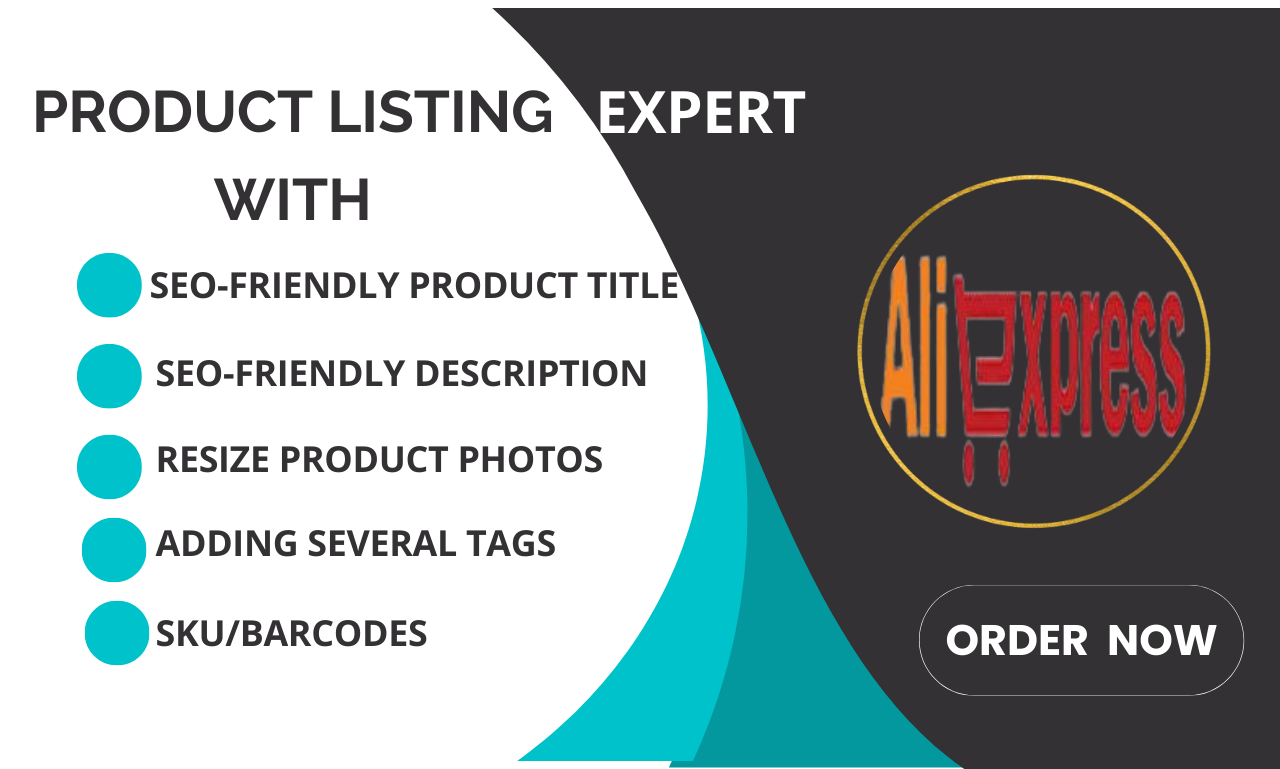 PRODUCT LISTING EXPERT
WITH
SEO-FRIENDLY PRODUCT TITLE
SEO-FRIENDLY DESCRIPTION
RESIZE PRODUCT PHOTOS
ADDING SEVERAL TAGS
SKU/BARCODES
AliExpress
ORDER NOW